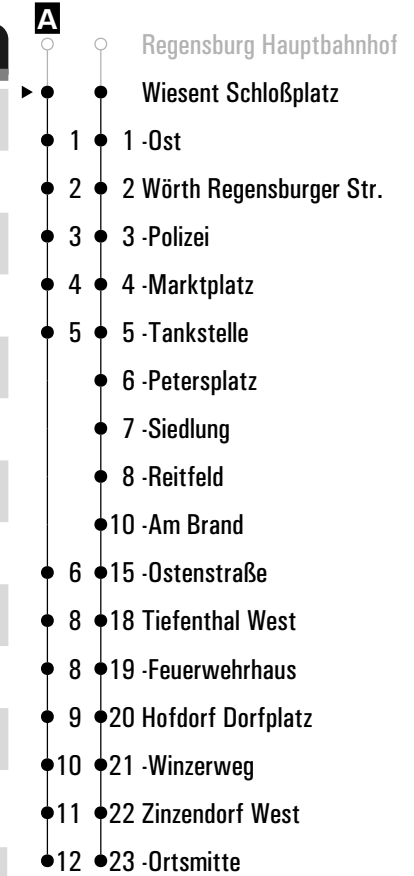 A
Regensburg Hauptbahnhof
Wiesent Schloßplatz
1 1 -Ost
2 2 Wörth Regensburger Str.
3 3 -Polizei
4 4 -Marktplatz
5 5 -Tankstelle
6 -Petersplatz
7 -Siedlung
8 -Reitfeld
10 -Am Brand
6 15 -Ostenstraße
8 18 Tiefenthal West
8 19 -Feuerwehrhaus
9 20 Hofdorf Dorfplatz
10 21 -Winzerweg
11 22 Zinzendorf West
12 23 -Ortsmitte